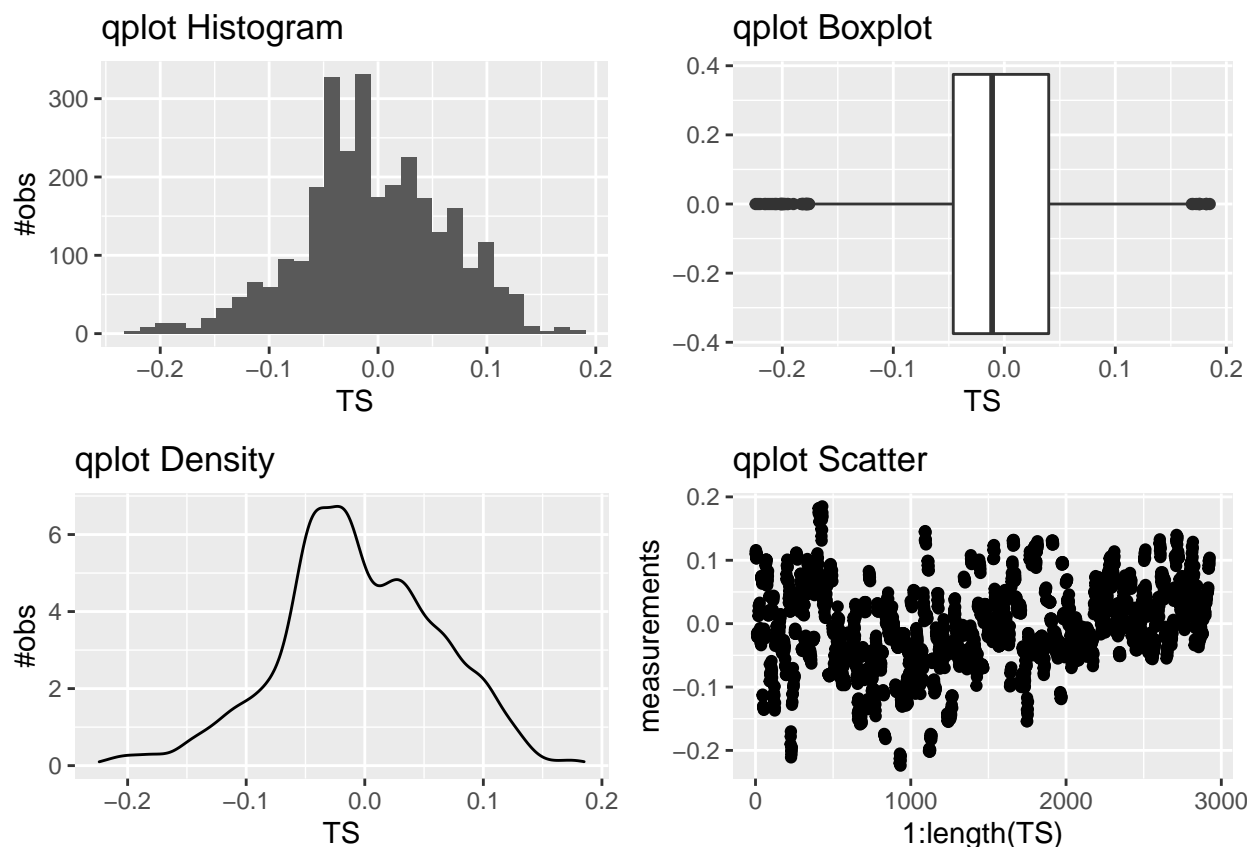 qplot Histogram
#obs
300
200
100
0
−0.2 −0.1 0.0 0.1 0.2
TS
qplot Boxplot
0.4
0.2
0.0
−0.2
−0.4
−0.2 −0.1 0.0 0.1 0.2
TS
qplot Density
#obs
6
4
2
0
−0.2 −0.1 0.0 0.1 0.2
TS
qplot Scatter
measurements
0.2
0.1
0.0
−0.1
−0.2
0 1000 2000 3000
1:length(TS)